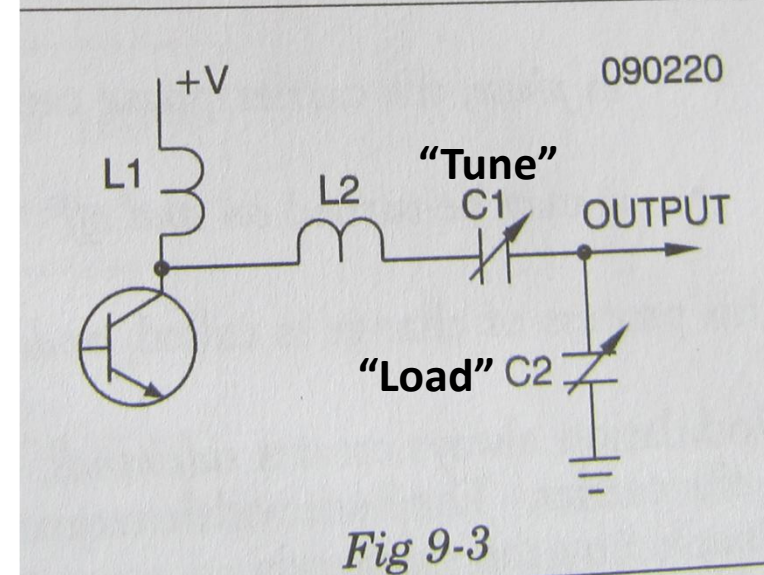 090220
+V
L1
L2
“Tune”
C1
OUTPUT
“Load” C2
Fig 9-3